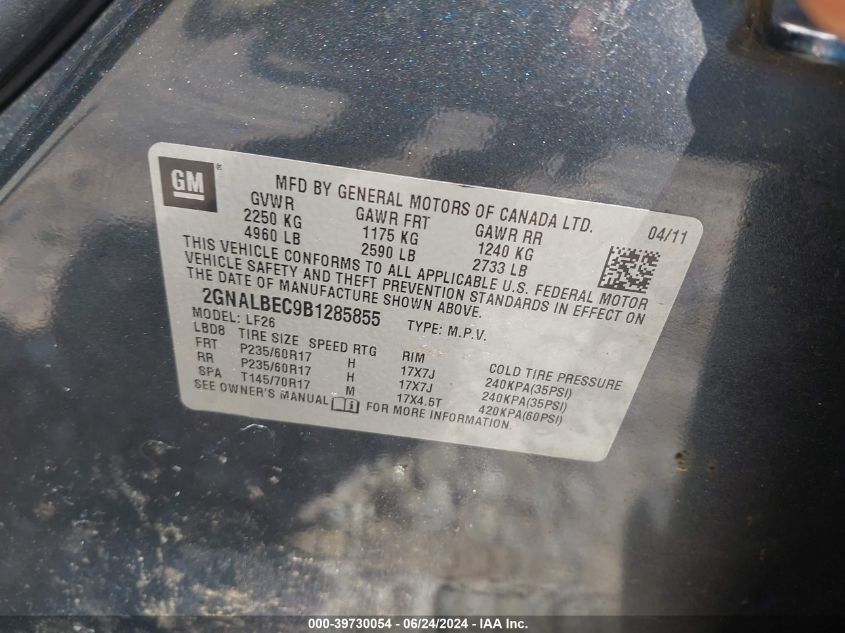 GM ®
MFD BY GENERAL MOTORS OF CANADA LTD.
GVWR GAWR FRT GAWR RR 04/11
2250 KG 1175 KG 1240 KG
4960 LB 2590 LB 2733 LB
THIS VEHICLE CONFORMS TO ALL APPLICABLE U.S. FEDERAL MOTOR
VEHICLE SAFETY AND THEFT PREVENTION STANDARDS IN EFFECT ON
THE DATE OF MANUFACTURE SHOWN ABOVE.
2GNALBEC9B1285855 TYPE: M.P.V.
MODEL: LF26
LBDB TIRE SIZE SPEED RTG RIM COLD TIRE PRESSURE
FRT P235/60R17 H 17X7J 240KPA(35PSI)
RR P235/60R17 H 17X7J 240KPA(35PSI)
SPA T145/70R17 M 17X4.5T 420KPA(60PSI)
SEE OWNER'S MANUAL i FOR MORE INFORMATION.
000-39730054 - 06/24/2024 - IAA Inc.